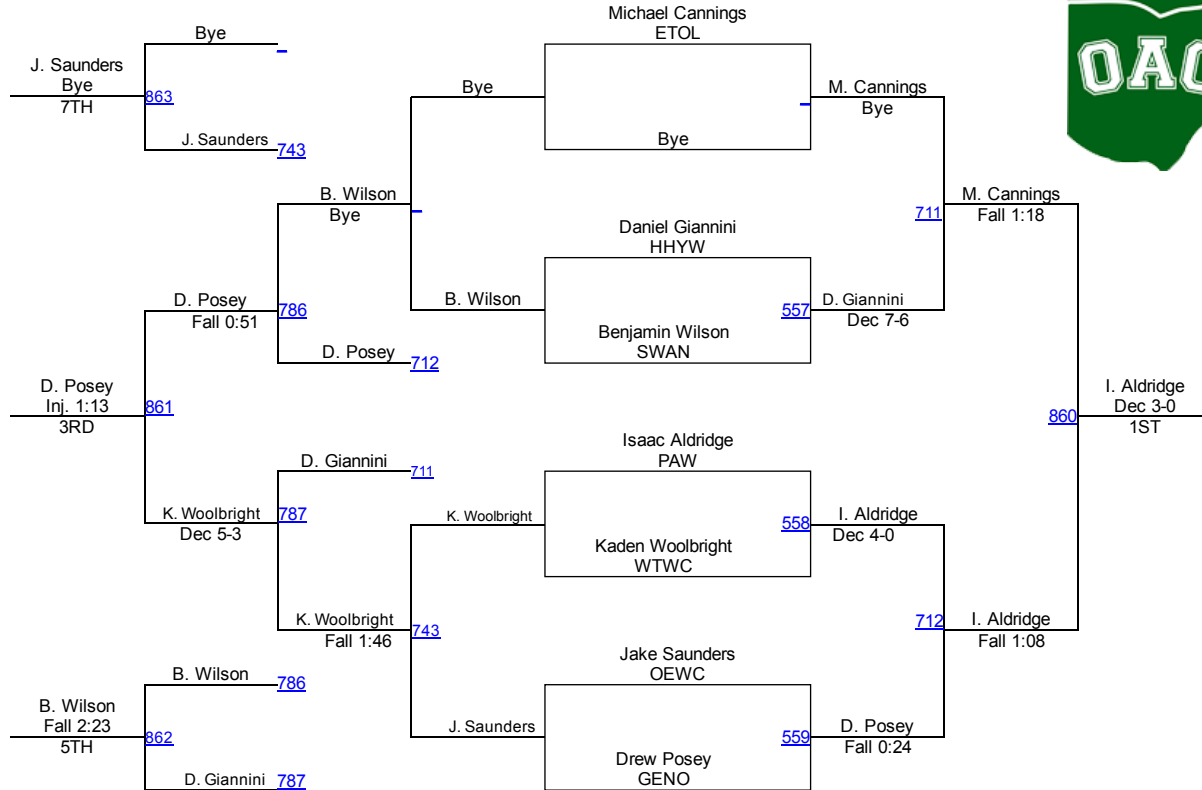 Michael Cannings
ETOL
Bye
J. Saunders
Bye
7TH
863
J. Saunders
743
Bye
M. Cannings
Bye
Bye
B. Wilson
Bye
M. Cannings
Fall 1:18
711
Daniel Giannini
HHYW
D. Posey
Fall 0:51
786
B. Wilson
557
D. Giannini
Dec 7-6
Benjamin Wilson
SWAN
D. Posey
712
D. Posey
Inj. 1:13
3RD
861
I. Aldridge
Dec 3-0
1ST
860
Isaac Aldridge
PAW
D. Giannini
711
K. Woolbright
Dec 5-3
787
K. Woolbright
558
I. Aldridge
Dec 4-0
Kaden Woolbright
WTWC
K. Woolbright
Fall 1:46
743
712
I. Aldridge
Fall 1:08
Jake Saunders
OEWC
B. Wilson
786
B. Wilson
Fall 2:23
5TH
862
J. Saunders
559
D. Posey
Fall 0:24
Drew Posey
GENO
D. Giannini
787